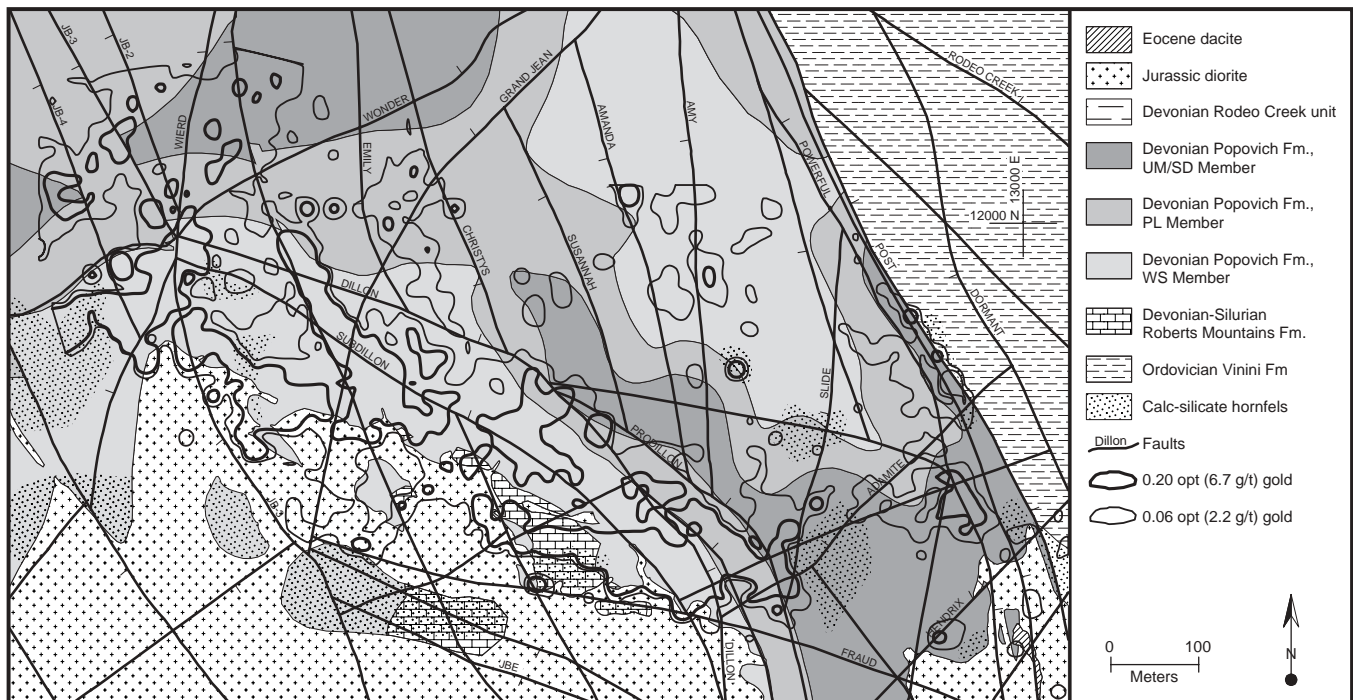 JB-3
JB-2
JB-4
WIERD
WONDER
GRAND JEAN
EMILY
CHRISTYS
SUSANNAH
AMANDA
AMY
POWERFUL
RODEO CREEK
13000 E
12000 N
POST
DORMANT
DILLON
SUBDILLON
PRODILLON
SLIDE
ADAMITE
JBE
DILLON
FRAUD
Eocene dacite
Jurassic diorite
Devonian Rodeo Creek unit
Devonian Popovich Fm.,
UM/SD Member
Devonian Popovich Fm.,
PL Member
Devonian Popovich Fm.,
WS Member
Devonian-Silurian
Roberts Mountains Fm.
Ordovician Vinini Fm
Calc-silicate hornfels
Dillon
Faults
0.20 opt (6.7 g/t) gold
0.06 opt (2.2 g/t) gold
0 100
Meters
N